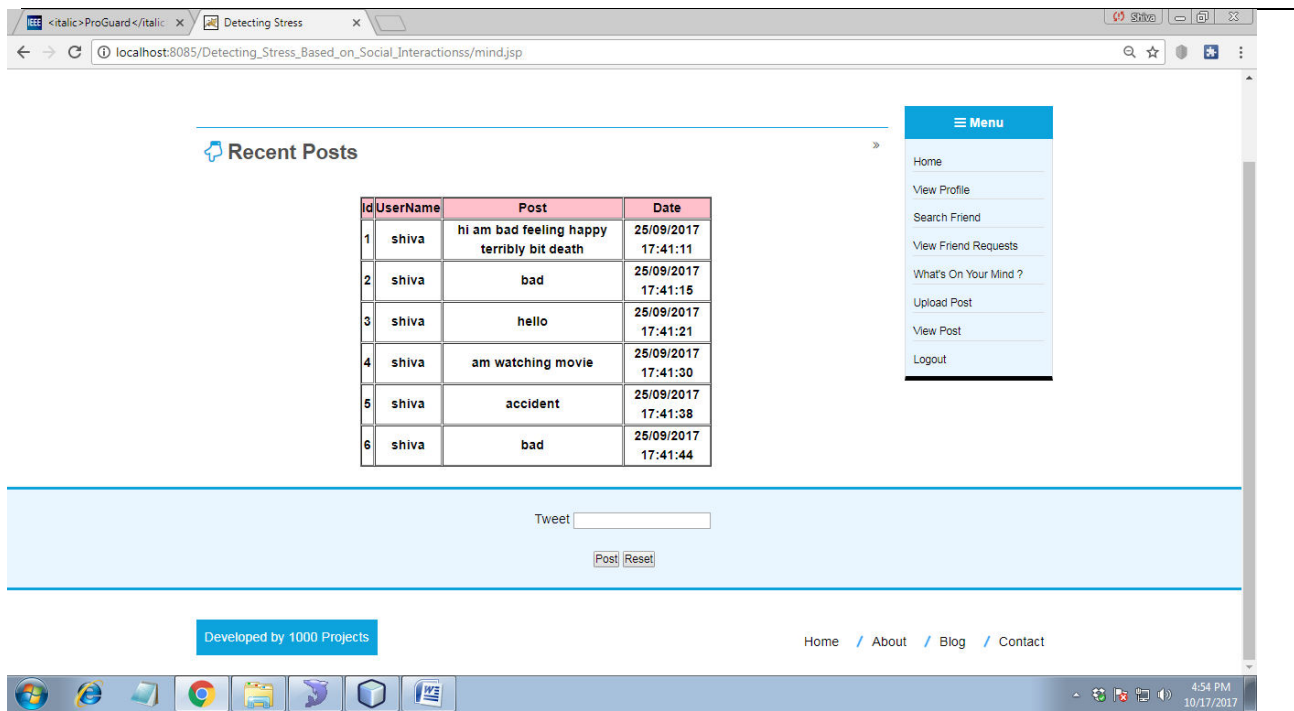 IEEE <italic>ProGuard</italic
Detecting Stress
Shiva
localhost:8085/Detecting_Stress_Based_on_Social_Interactionss/mind.jsp
Menu
Recent Posts
»
Home
View Profile
Search Friend
View Friend Requests
What's On Your Mind ?
Upload Post
View Post
Logout
Id UserName Post Date
1 shiva hi am bad feeling happy terribly bit death 25/09/2017 17:41:11
2 shiva bad 25/09/2017 17:41:15
3 shiva hello 25/09/2017 17:41:21
4 shiva am watching movie 25/09/2017 17:41:30
5 shiva accident 25/09/2017 17:41:38
6 shiva bad 25/09/2017 17:41:44
Tweet
Post Reset
Developed by 1000 Projects
Home / About / Blog / Contact
4:54 PM
10/17/2017